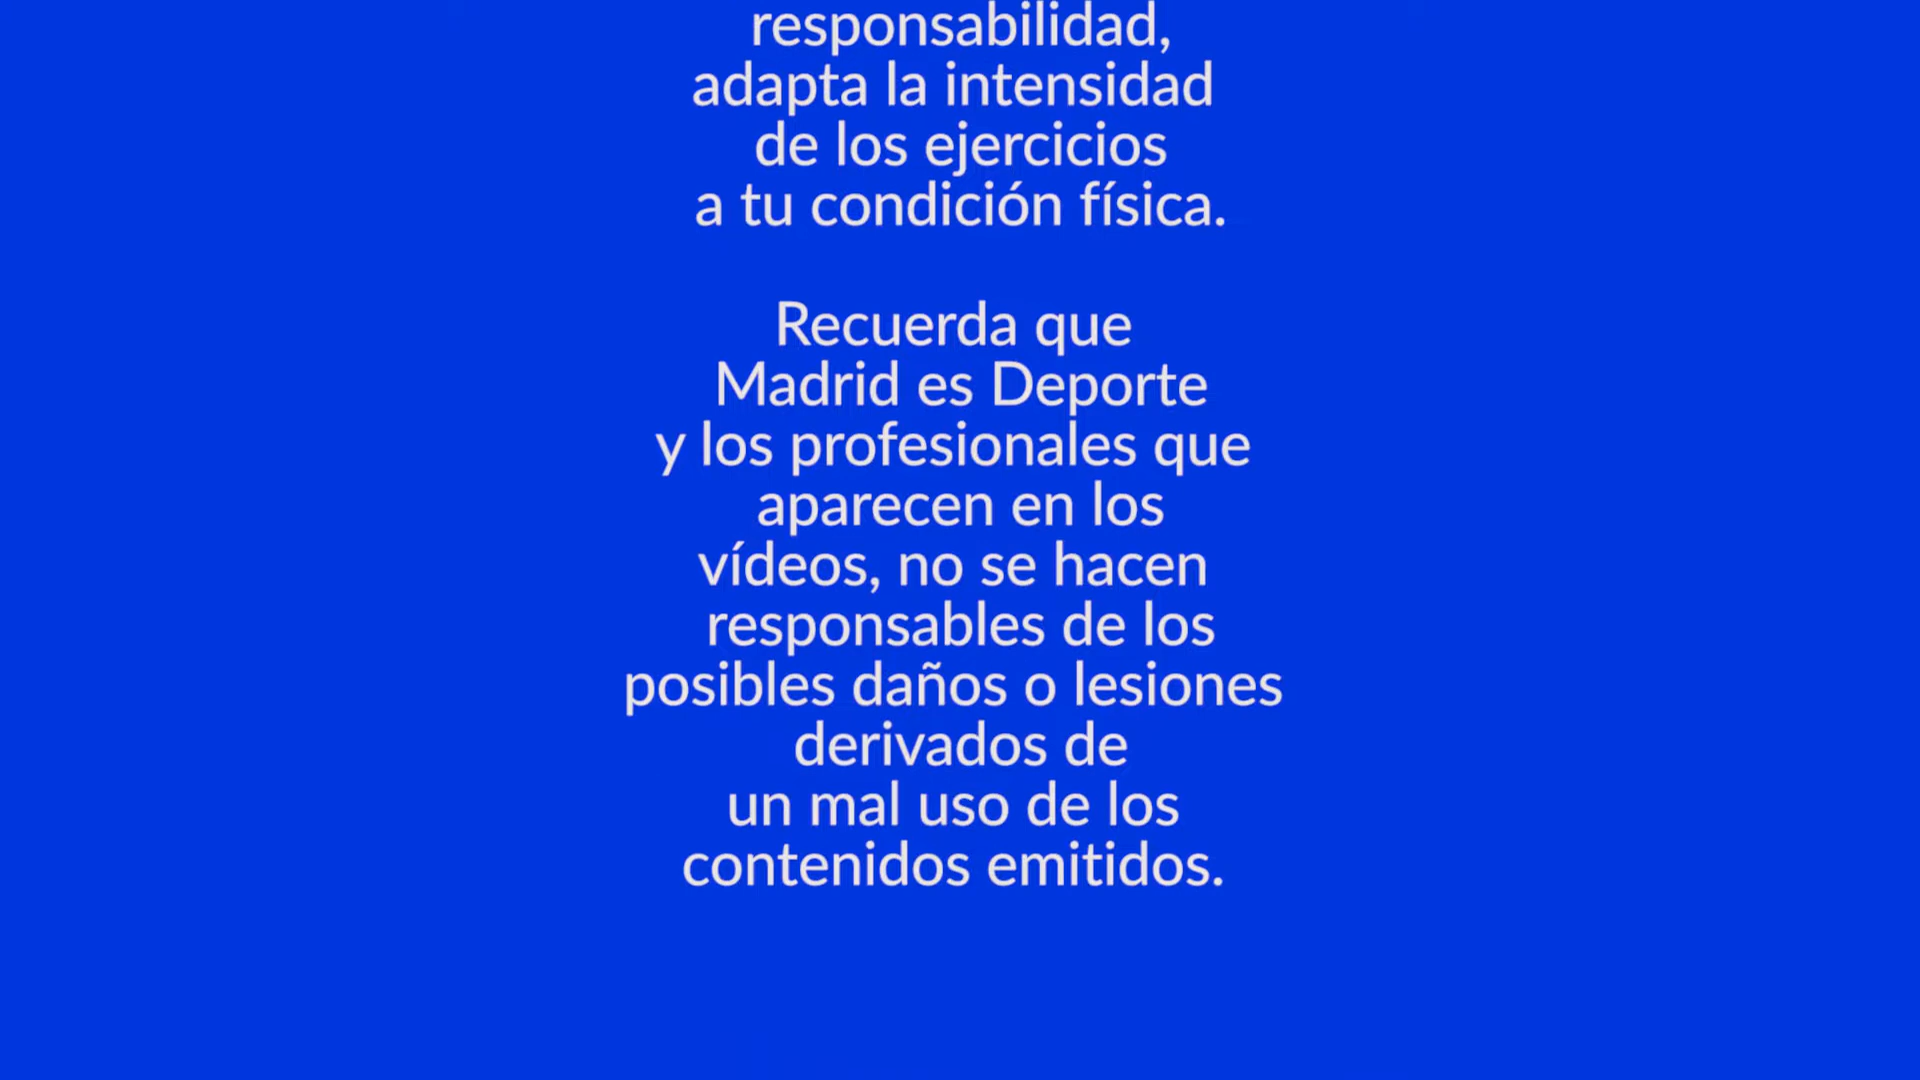 responsabilidad,
adapta la intensidad
de los ejercicios
a tu condición física.
Recuerda que
Madrid es Deporte
y los profesionales que
aparecen en los
vídeos, no se hacen
responsables de los
posibles daños o lesiones
derivados de
un mal uso de los
contenidos emitidos.